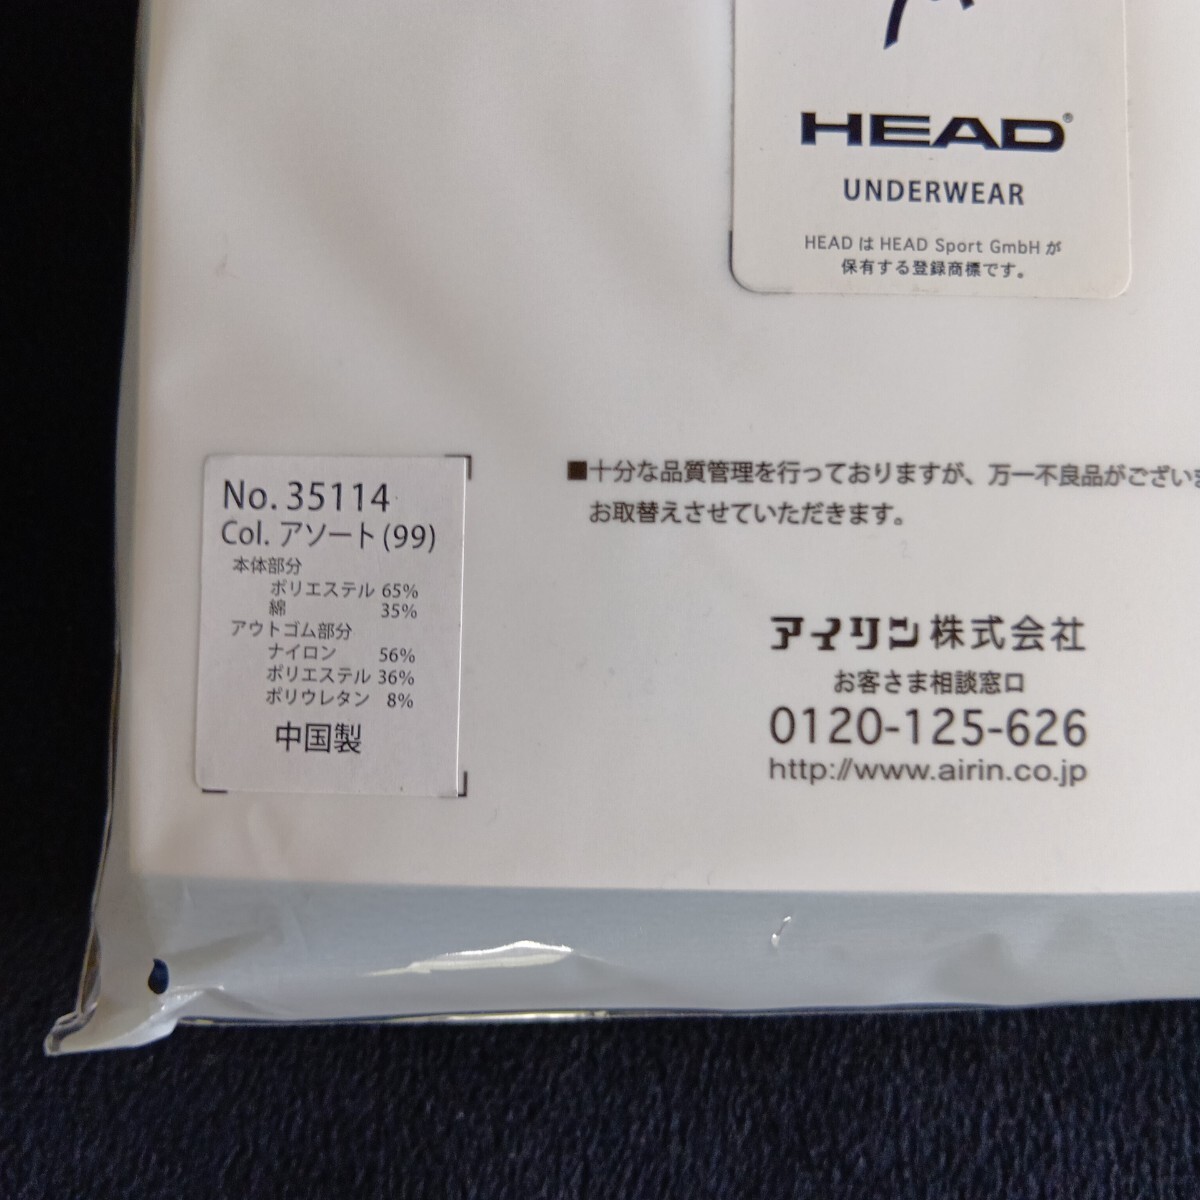 HEAD®
UNDERWEAR
HEAD は HEAD Sport GmbH が
保有する登録商標です。
No. 35114
Col. アソート (99)
本体部分
ポリエステル 65%
綿 35%
アウトゴム部分
ナイロン 56%
ポリエステル 36%
ポリウレタン 8%
中国製
■十分な品質管理を行っておりますが、万一不良品がござい
お取替えさせていただきます。
アイリン株式会社
お客さま相談窓口
0120-125-626
http://www.airin.co.jp